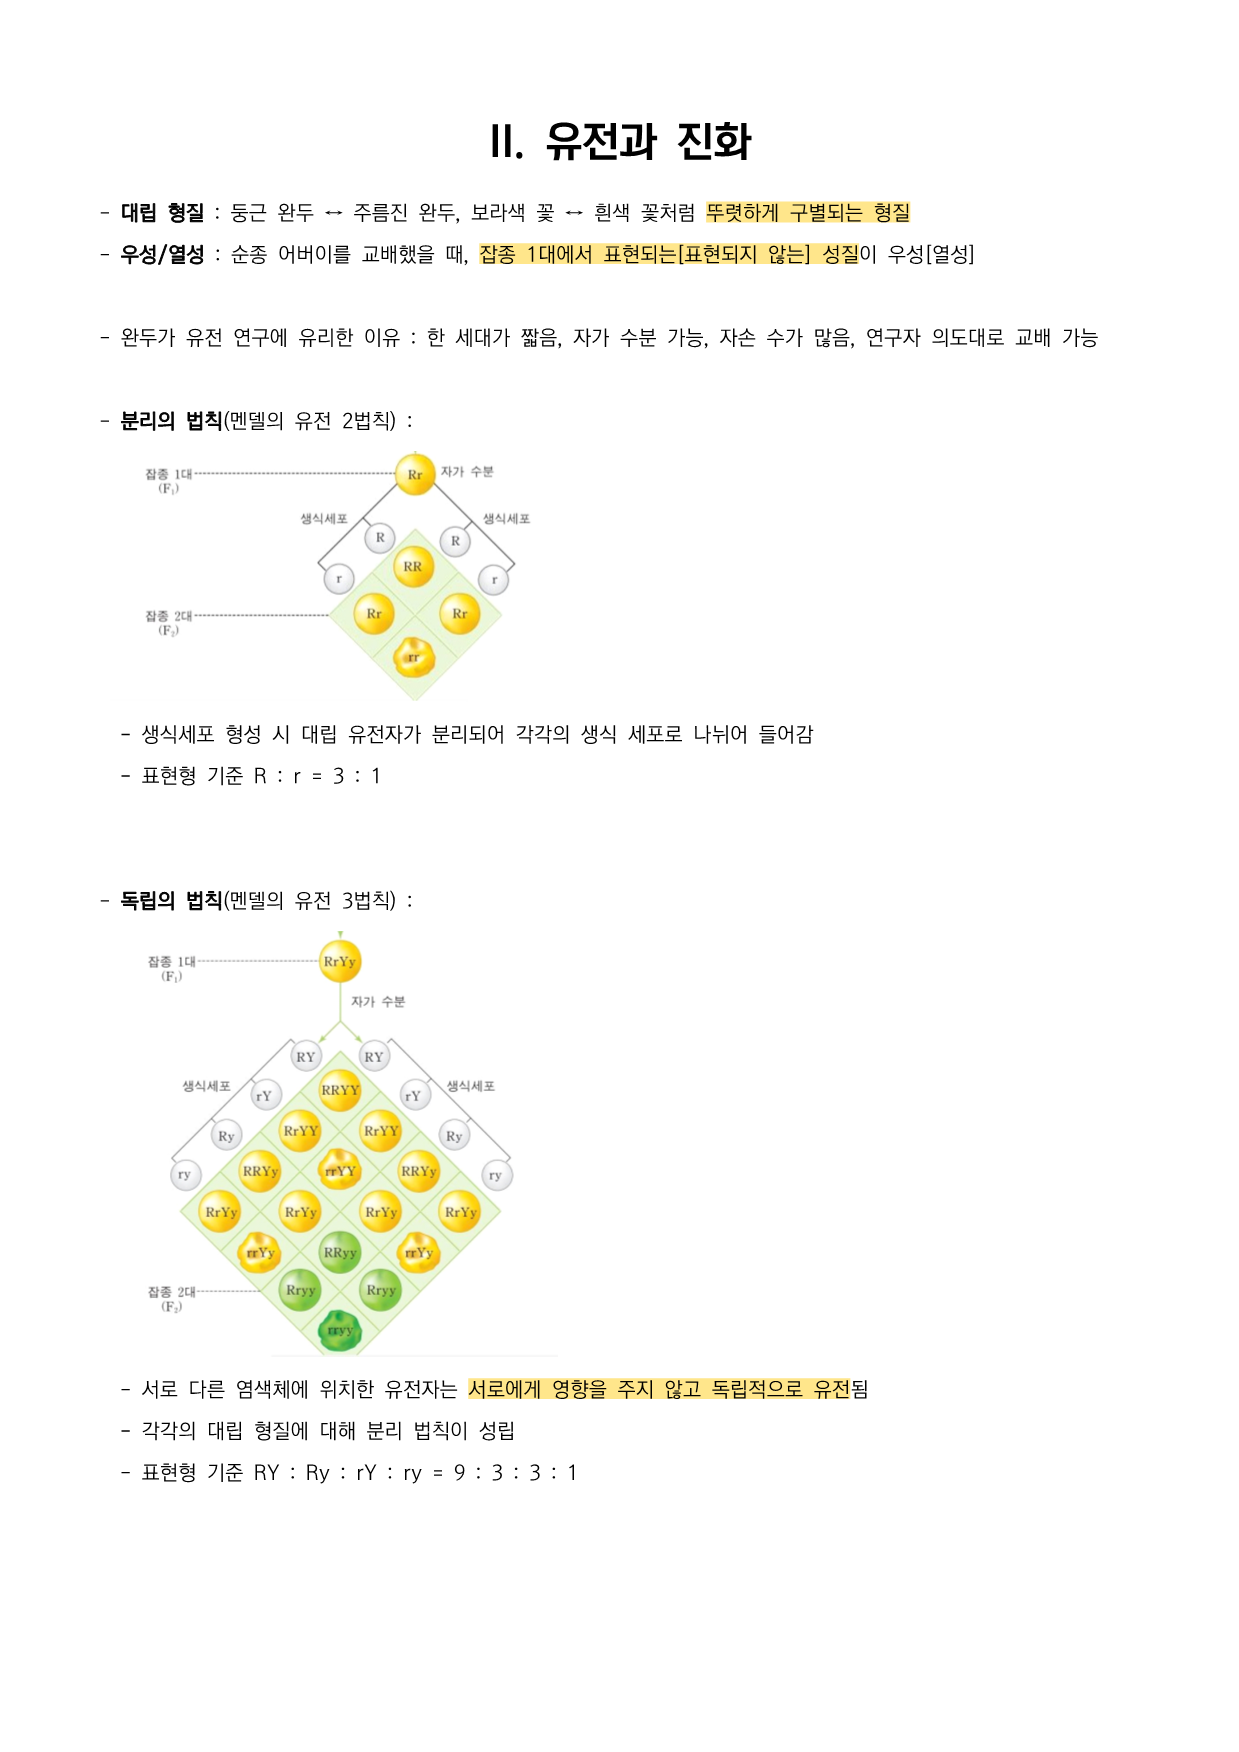 II. 유전과 진화
- 대립 형질 : 둥근 완두 ↔ 주름진 완두, 보라색 꽃 ↔ 흰색 꽃처럼 뚜렷하게 구별되는 형질
- 우성/열성 : 순종 어버이를 교배했을 때, 잡종 1대에서 표현되는[표현되지 않는] 성질이 우성[열성]
- 완두가 유전 연구에 유리한 이유 : 한 세대가 짧음, 자가 수분 가능, 자손 수가 많음, 연구자 의도대로 교배 가능
- 분리의 법칙(멘델의 유전 2법칙) :
잡종 1대 Rr 자가 수분
(F₁)
생식세포 생식세포
R R
RR
r r
잡종 2대 Rr Rr
(F₂)
rr
- 생식세포 형성 시 대립 유전자가 분리되어 각각의 생식 세포로 나뉘어 들어감
- 표현형 기준 R : r = 3 : 1
- 독립의 법칙(멘델의 유전 3법칙) :
잡종 1대 RrYy
(F₁)
자가 수분
RY RY
생식세포 rY RRYY rY 생식세포
Ry RrYY RrYY Ry
ry RRYy rrYY RRYy ry
RrYy RrYy RrYy RrYy
rrYy RRyy rrYy
잡종 2대 Rryy Rryy
(F₂)
rryy
- 서로 다른 염색체에 위치한 유전자는 서로에게 영향을 주지 않고 독립적으로 유전됨
- 각각의 대립 형질에 대해 분리 법칙이 성립
- 표현형 기준 RY : Ry : rY : ry = 9 : 3 : 3 : 1